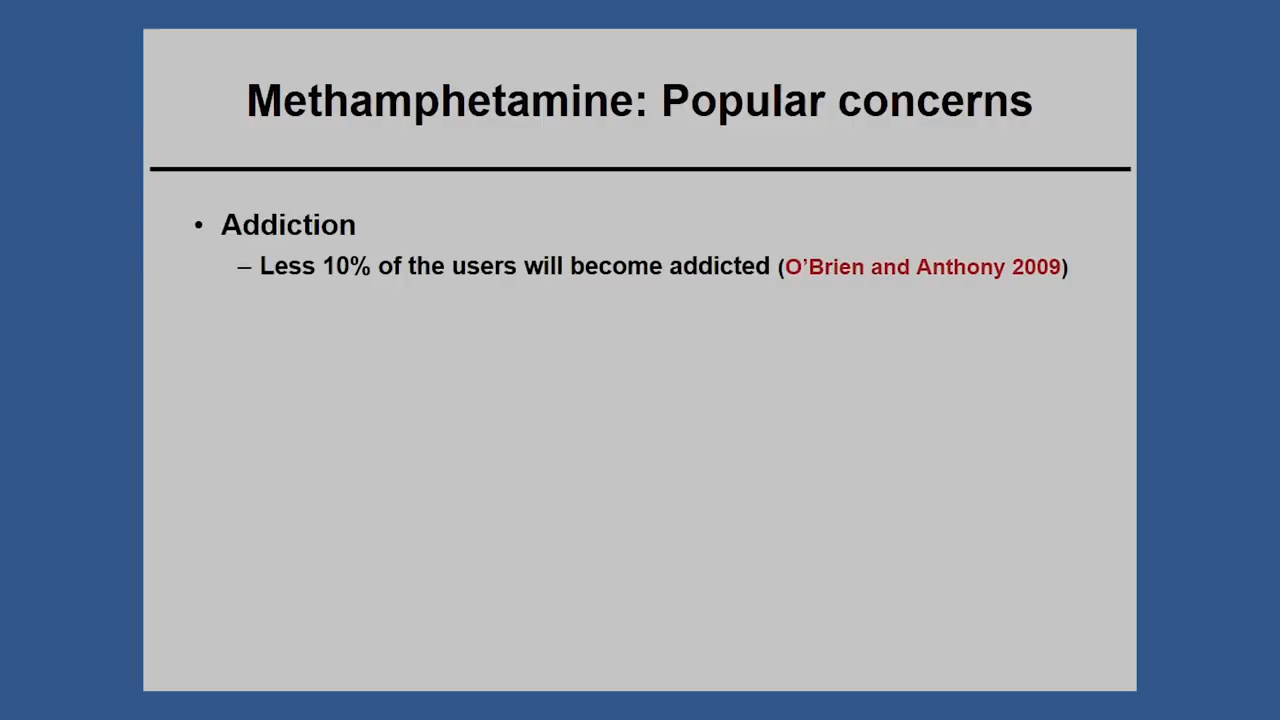 Methamphetamine: Popular concerns
• Addiction
– Less 10% of the users will become addicted (O’Brien and Anthony 2009)